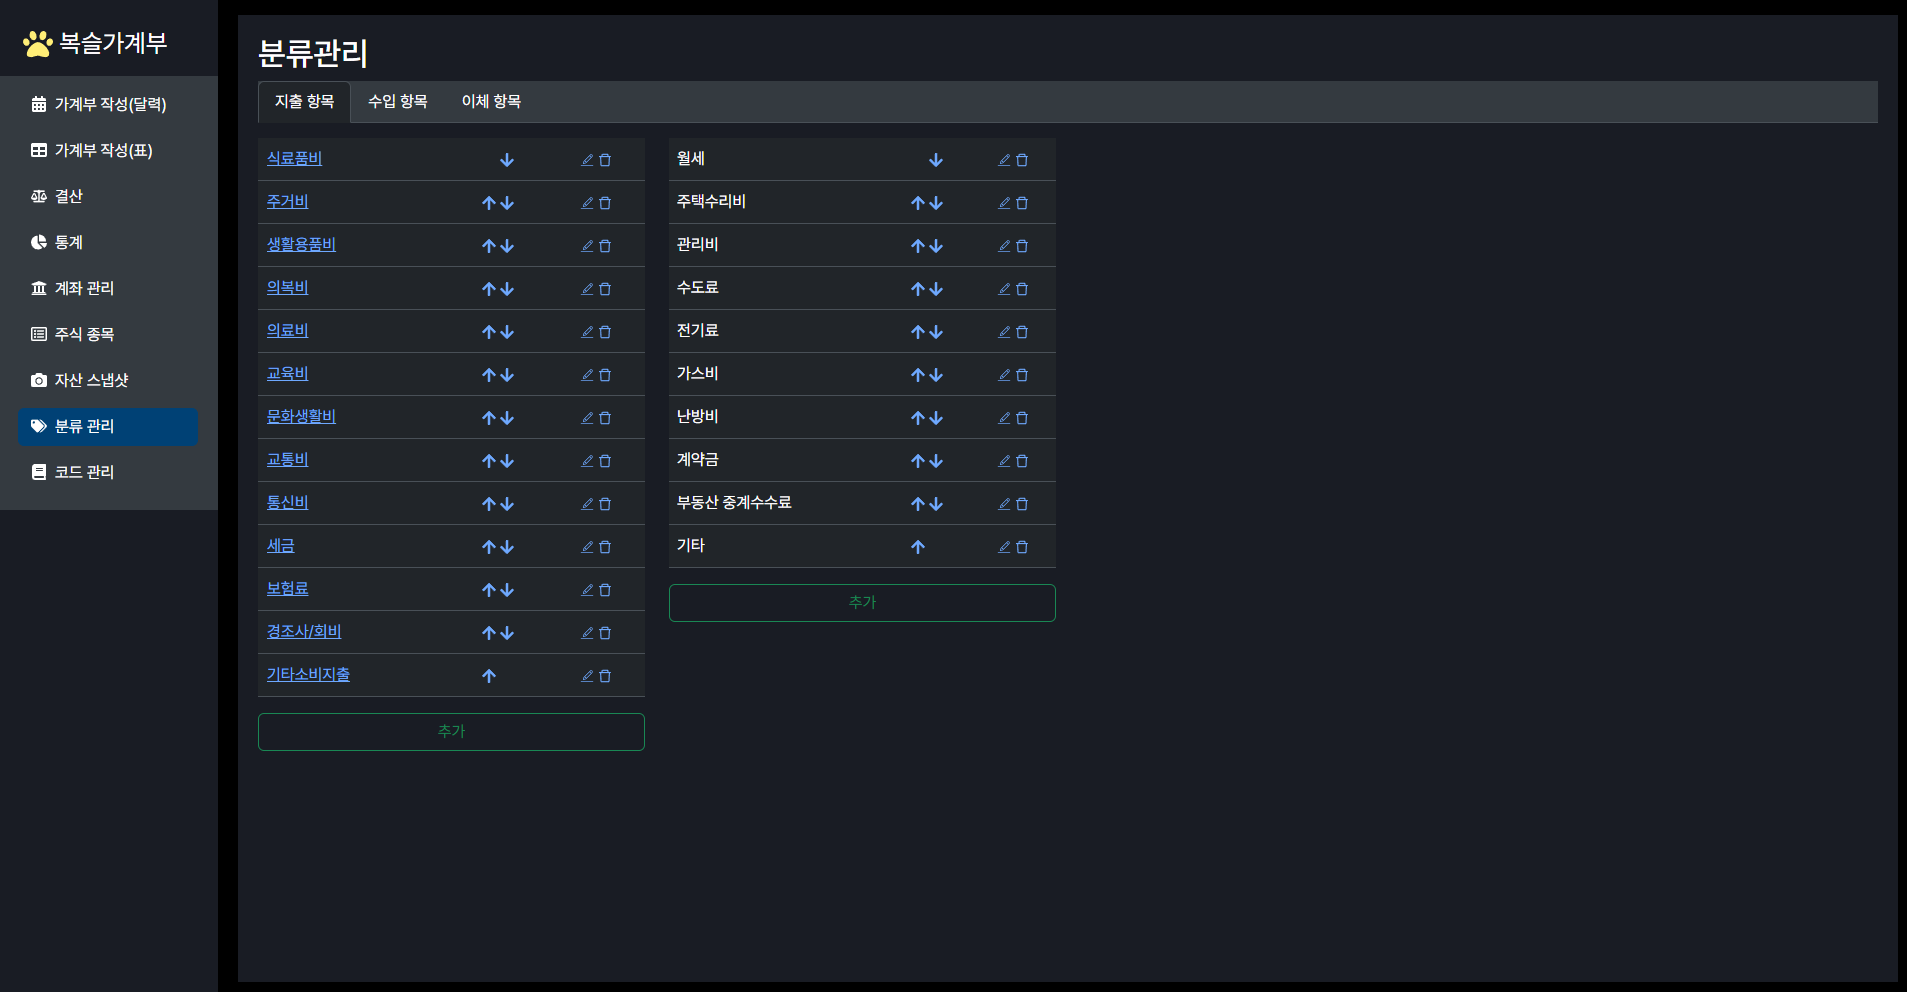 복슬가계부
가계부 작성(달력)
가계부 작성(표)
결산
통계
계좌 관리
주식 종목
자산 스냅샷
분류 관리
코드 관리
분류관리
지출 항목 수입 항목 이체 항목
식료품비
주거비
생활용품비
의복비
의료비
교육비
문화생활비
교통비
통신비
세금
보험료
경조사/회비
기타소비지출
추가
월세
주택수리비
관리비
수도료
전기료
가스비
난방비
계약금
부동산 중계수수료
기타
추가